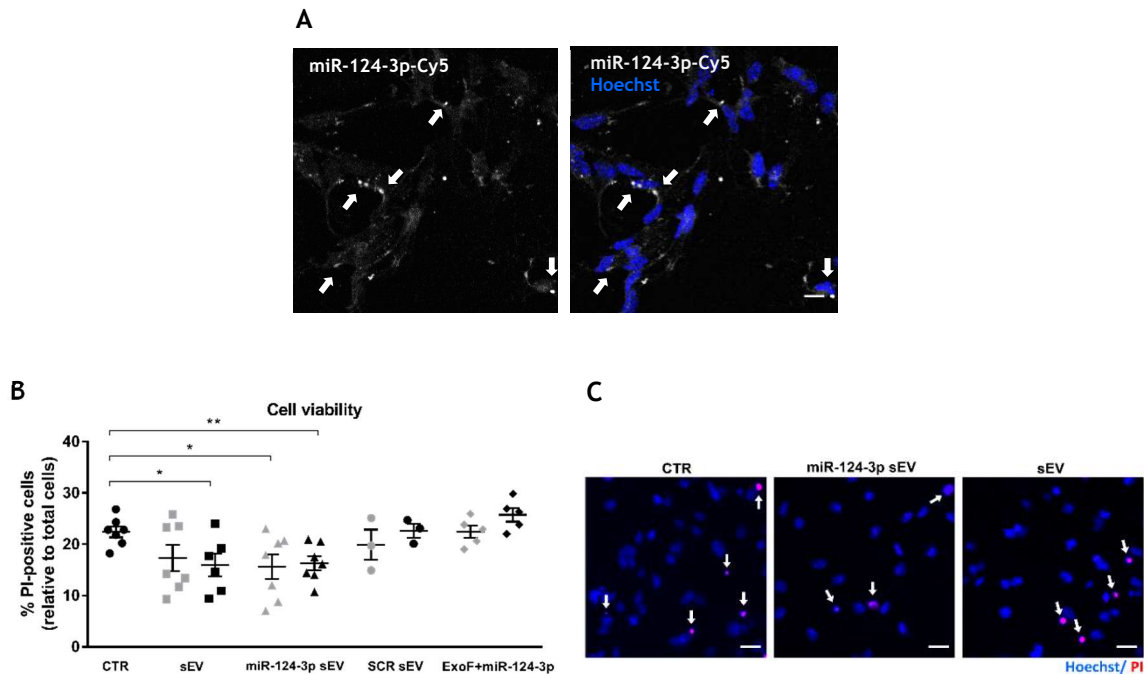 A
miR-124-3p-Cy5
miR-124-3p-Cy5
Hoechst
B
Cell viability
**
*
*
% PI-positive cells
(relative to total cells)
40
30
20
10
0
CTR
sEV
miR-124-3p sEV
SCR sEV
ExoF+miR-124-3p
C
CTR
miR-124-3p sEV
sEV
Hoechst/ PI